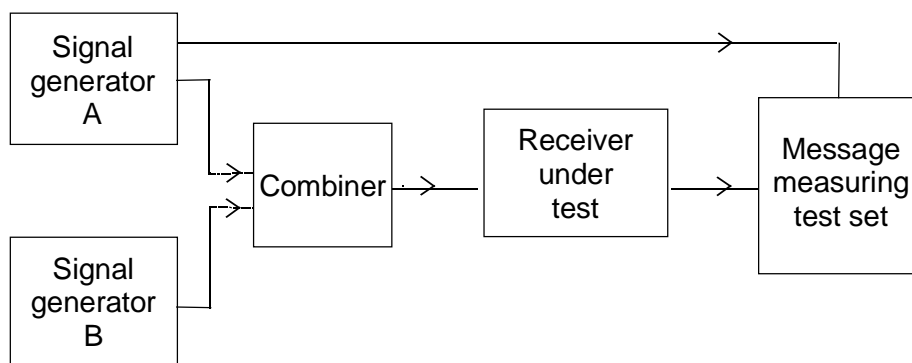 Signal
generator
A
Combiner
Receiver
under
test
Message
measuring
test set
Signal
generator
B